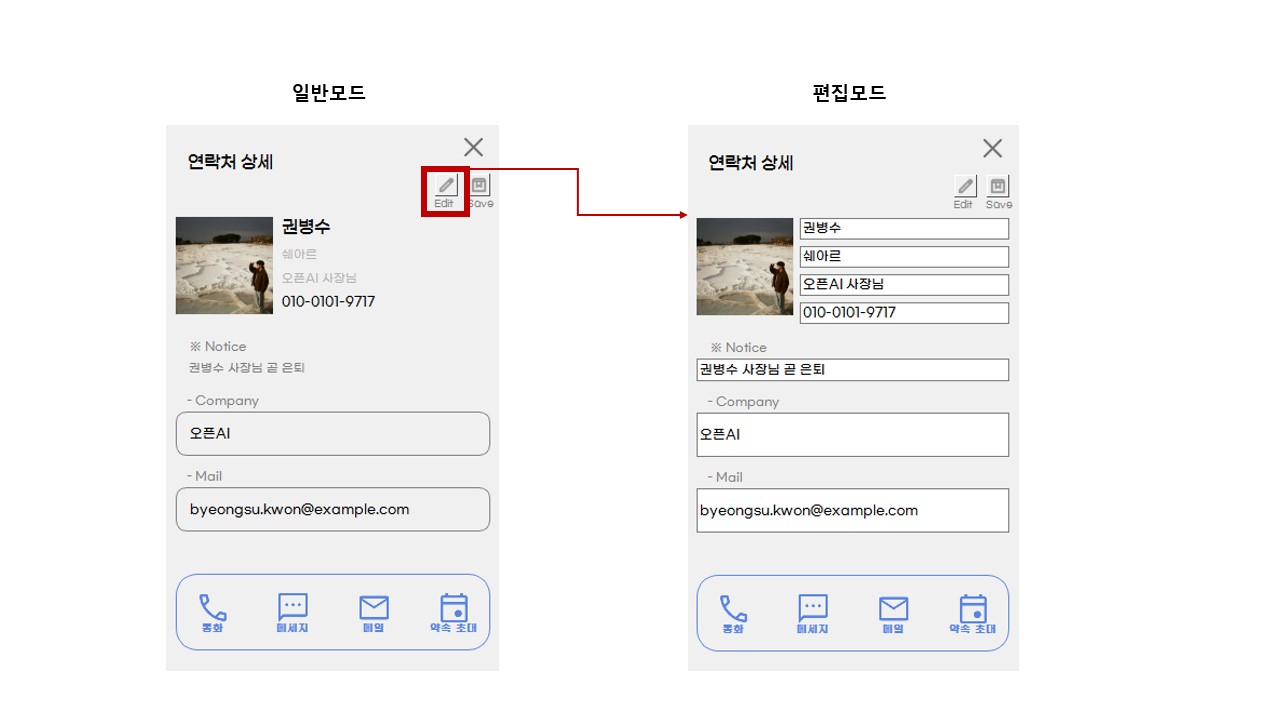 일반모드
연락처 상세
Edit Save
권병수
쉐아르
오픈AI 사장님
010-0101-9717
※ Notice
권병수 사장님 곧 은퇴
- Company
오픈AI
- Mail
byeongsu.kwon@example.com
통화 메세지 메일 약속 초대
편집모드
연락처 상세
Edit Save
권병수
쉐아르
오픈AI 사장님
010-0101-9717
※ Notice
권병수 사장님 곧 은퇴
- Company
오픈AI
- Mail
byeongsu.kwon@example.com
통화 메세지 메일 약속 초대